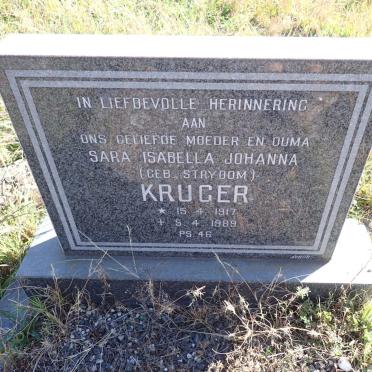 IN LIEFDEVOLLE HERINNERING
AAN
ONS GELIEFDE MOEDER EN OUMA
SARA ISABELLA JOHANNA
(GEB. STRYDOM)
KRUGER
* 15.4.1917
+ 5.4.1989
PS. 46